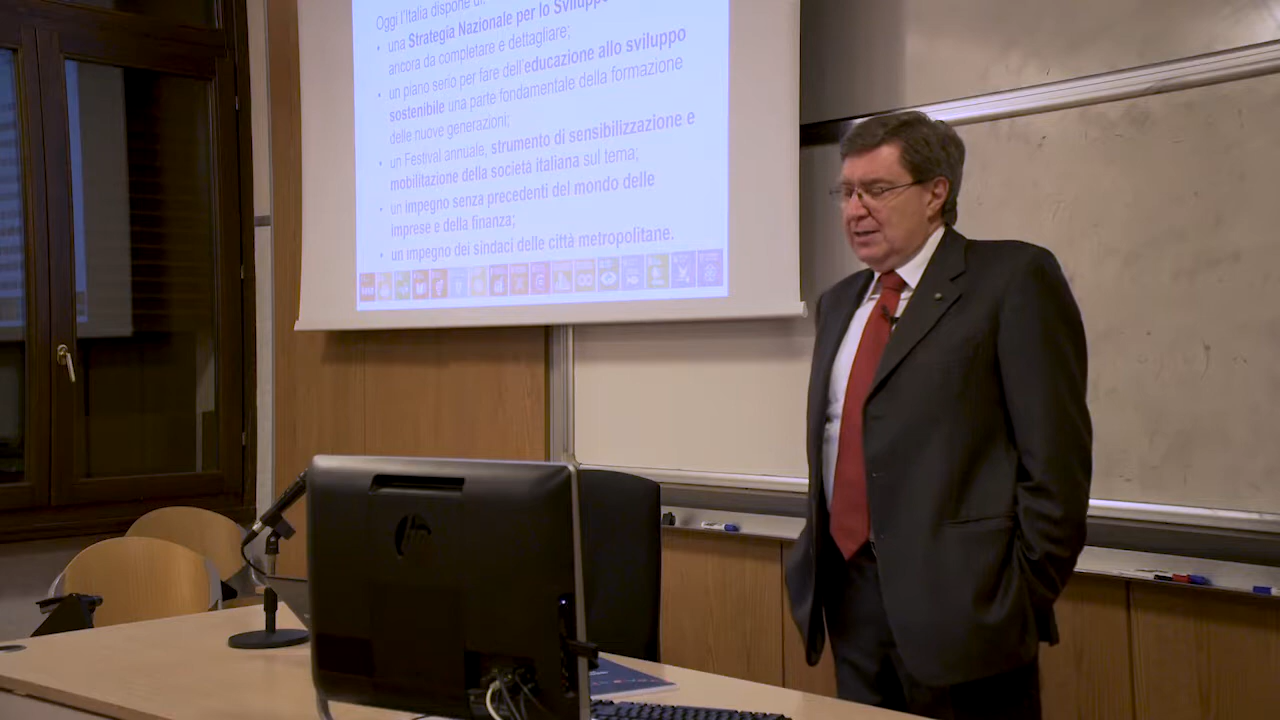 Oggi l'Italia dispone di:
• una Strategia Nazionale per lo Sviluppo
ancora da completare e dettagliare;
• un piano serio per fare dell'educazione allo sviluppo
sostenibile una parte fondamentale della formazione
delle nuove generazioni;
• un Festival annuale, strumento di sensibilizzazione e
mobilitazione della società italiana sul tema;
• un impegno senza precedenti del mondo delle
imprese e della finanza;
• un impegno dei sindaci delle città metropolitane.
hp